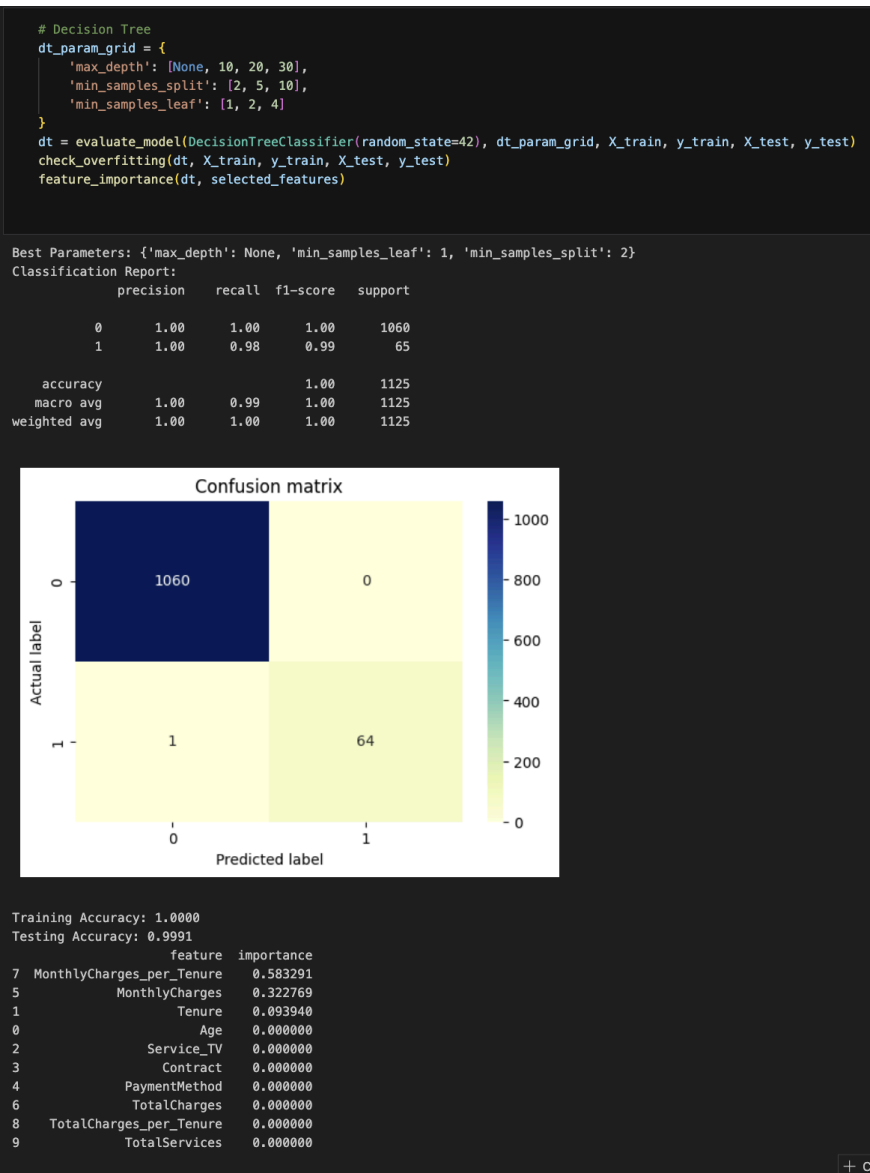 # Decision Tree
dt_param_grid = {
    'max_depth': [None, 10, 20, 30],
    'min_samples_split': [2, 5, 10],
    'min_samples_leaf': [1, 2, 4]
}
dt = evaluate_model(DecisionTreeClassifier(random_state=42), dt_param_grid, X_train, y_train, X_test, y_test)
check_overfitting(dt, X_train, y_train, X_test, y_test)
feature_importance(dt, selected_features)
Best Parameters: {'max_depth': None, 'min_samples_leaf': 1, 'min_samples_split': 2}
Classification Report:
precision recall f1-score support
0 1.00 1.00 1.00 1060
1 1.00 0.98 0.99 65
accuracy 1.00 1125
macro avg 1.00 0.99 1.00 1125
weighted avg 1.00 1.00 1.00 1125
Confusion matrix
1000
800
600
400
200
0
Actual label
0
1
1060 0
1 64
0 1
Predicted label
Training Accuracy: 1.0000
Testing Accuracy: 0.9991
feature importance
7 MonthlyCharges_per_Tenure 0.583291
5 MonthlyCharges 0.322769
1 Tenure 0.093940
0 Age 0.000000
2 Service_TV 0.000000
3 Contract 0.000000
4 PaymentMethod 0.000000
6 TotalCharges 0.000000
8 TotalCharges_per_Tenure 0.000000
9 TotalServices 0.000000